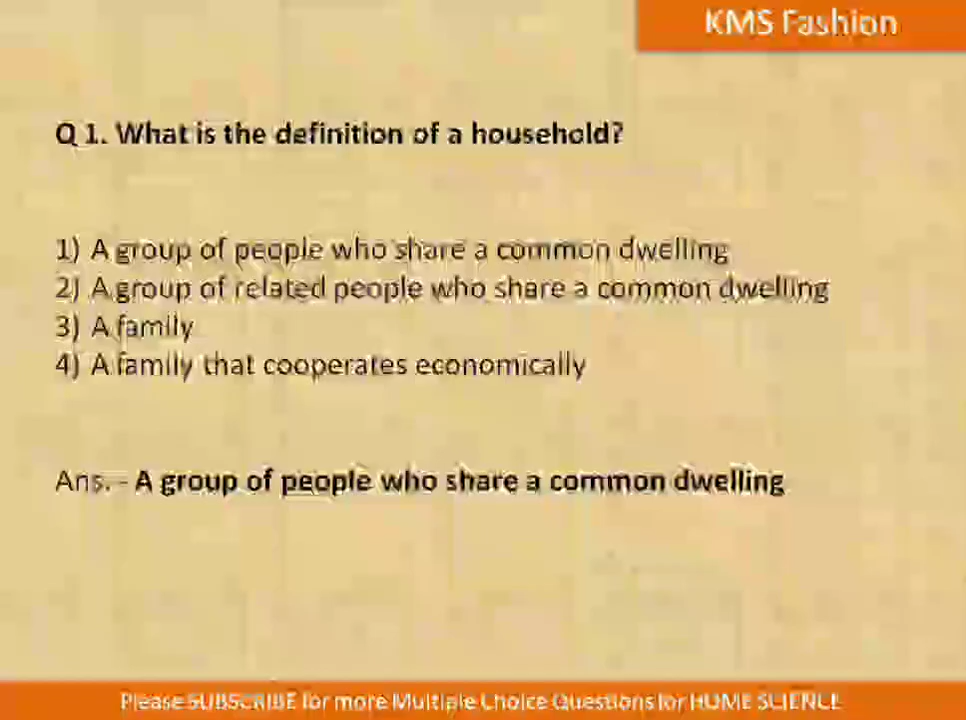 KMS Fashion
Q 1. What is the definition of a household?
1) A group of people who share a common dwelling
2) A group of related people who share a common dwelling
3) A family
4) A family that cooperates economically
Ans. - A group of people who share a common dwelling
Please SUBSCRIBE for more Multiple Choice Questions for HOME SCIENCE